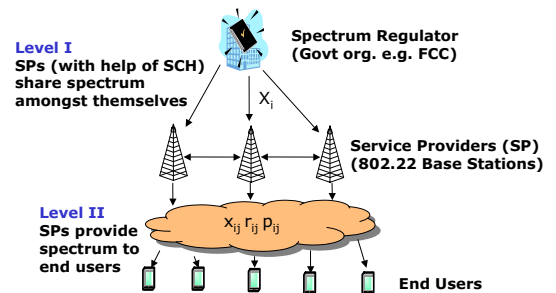 Level I
SPs (with help of SCH)
share spectrum
amongst themselves
Spectrum Regulator
(Govt org. e.g. FCC)
Xi
Service Providers (SP)
(802.22 Base Stations)
Level II
SPs provide
spectrum to
end users
xij rij pij
End Users